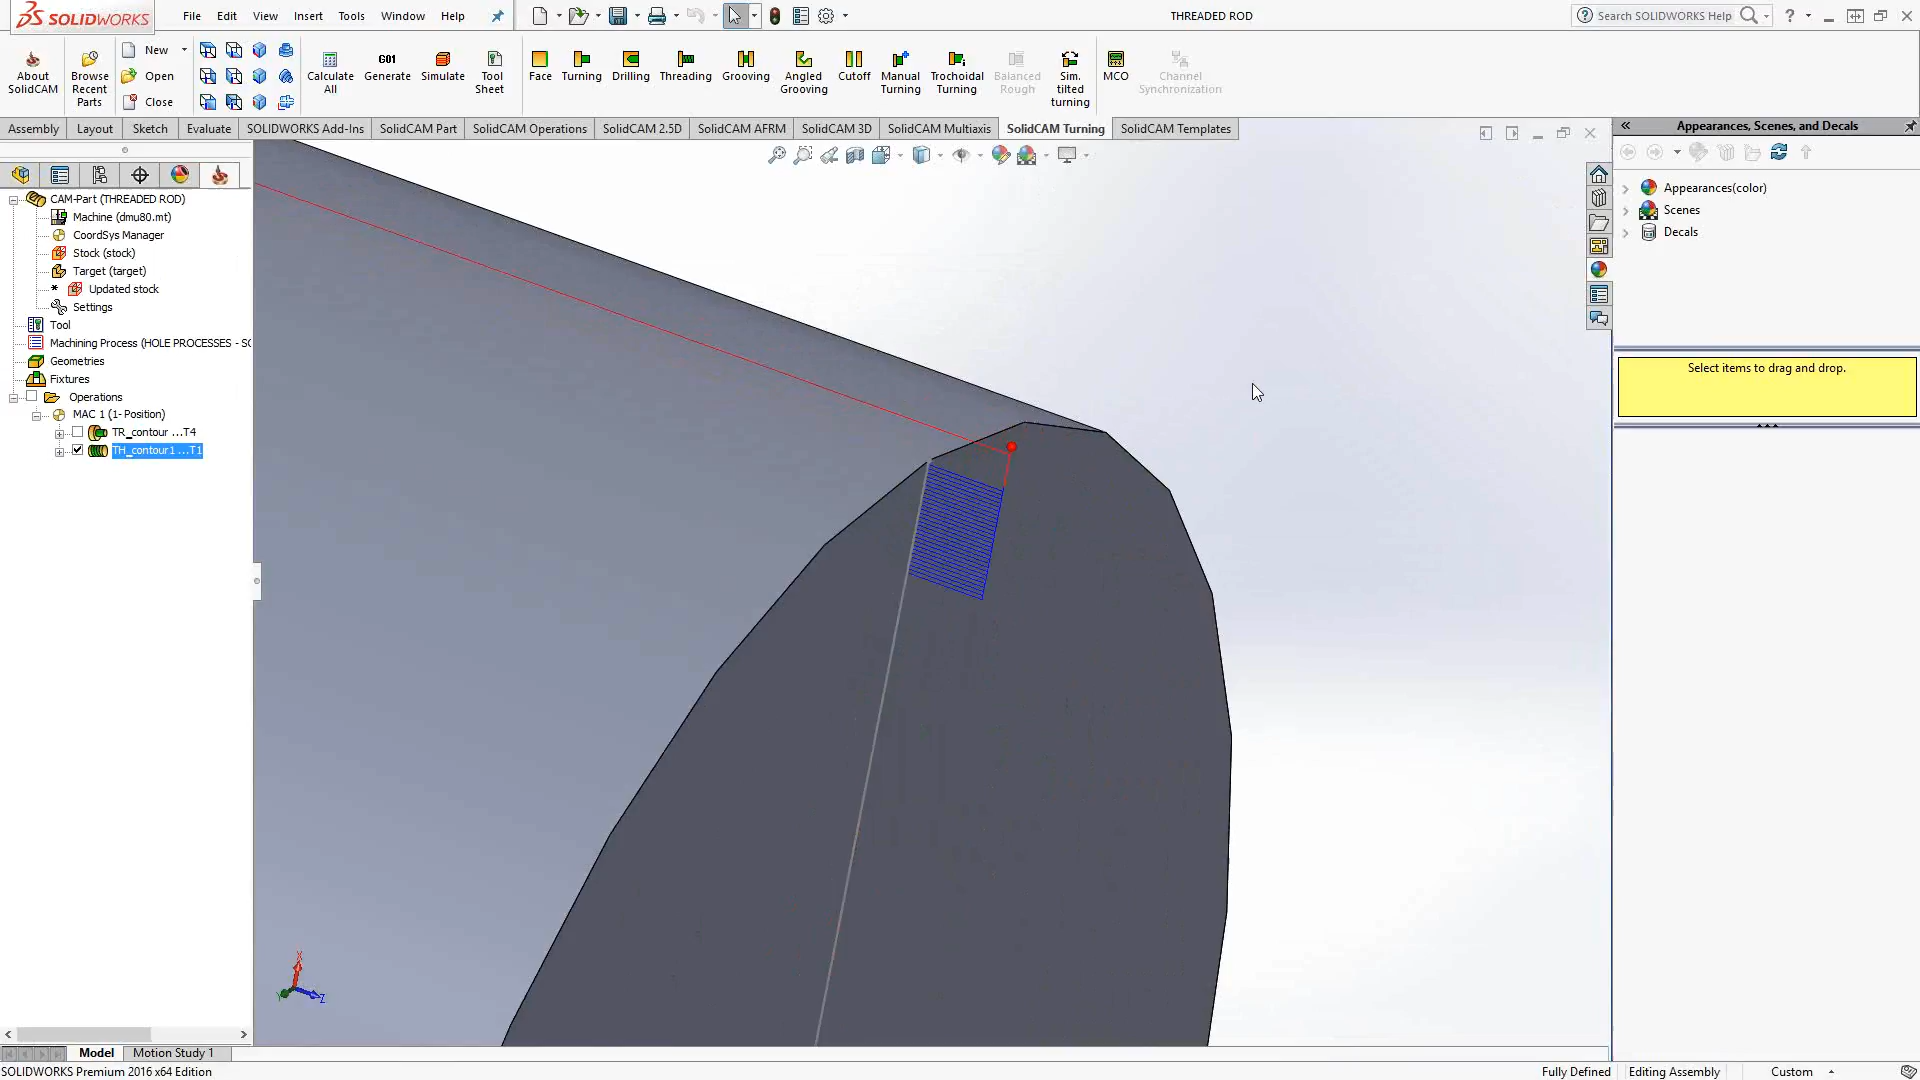 SOLIDWORKS
File Edit View Insert Tools Window Help
THREADED ROD
Search SOLIDWORKS Help
About SolidCAM
Browse Recent Parts
New
Open
Close
Calculate All
G01
Generate
Simulate
Tool Sheet
Face
Turning
Drilling
Threading
Grooving
Angled Grooving
Cutoff
Manual Turning
Trochoidal Turning
Balanced Rough
Sim. tilted turning
MCO
Channel Synchronization
Assembly Layout Sketch Evaluate SOLIDWORKS Add-Ins SolidCAM Part SolidCAM Operations SolidCAM 2.5D SolidCAM AFRM SolidCAM 3D SolidCAM Multiaxis SolidCAM Turning SolidCAM Templates
Appearances, Scenes, and Decals
Appearances(color)
Scenes
Decals
Select items to drag and drop.
CAM-Part (THREADED ROD)
Machine (dmu80.mt)
CoordSys Manager
Stock (stock)
Target (target)
* Updated stock
Settings
Tool
Machining Process (HOLE PROCESSES - SC
Geometries
Fixtures
Operations
MAC 1 (1- Position)
TR_contour ...T4
TH_contour1 ...T1
X
Y
Z
Model Motion Study 1
SOLIDWORKS Premium 2016 x64 Edition
Fully Defined Editing Assembly Custom